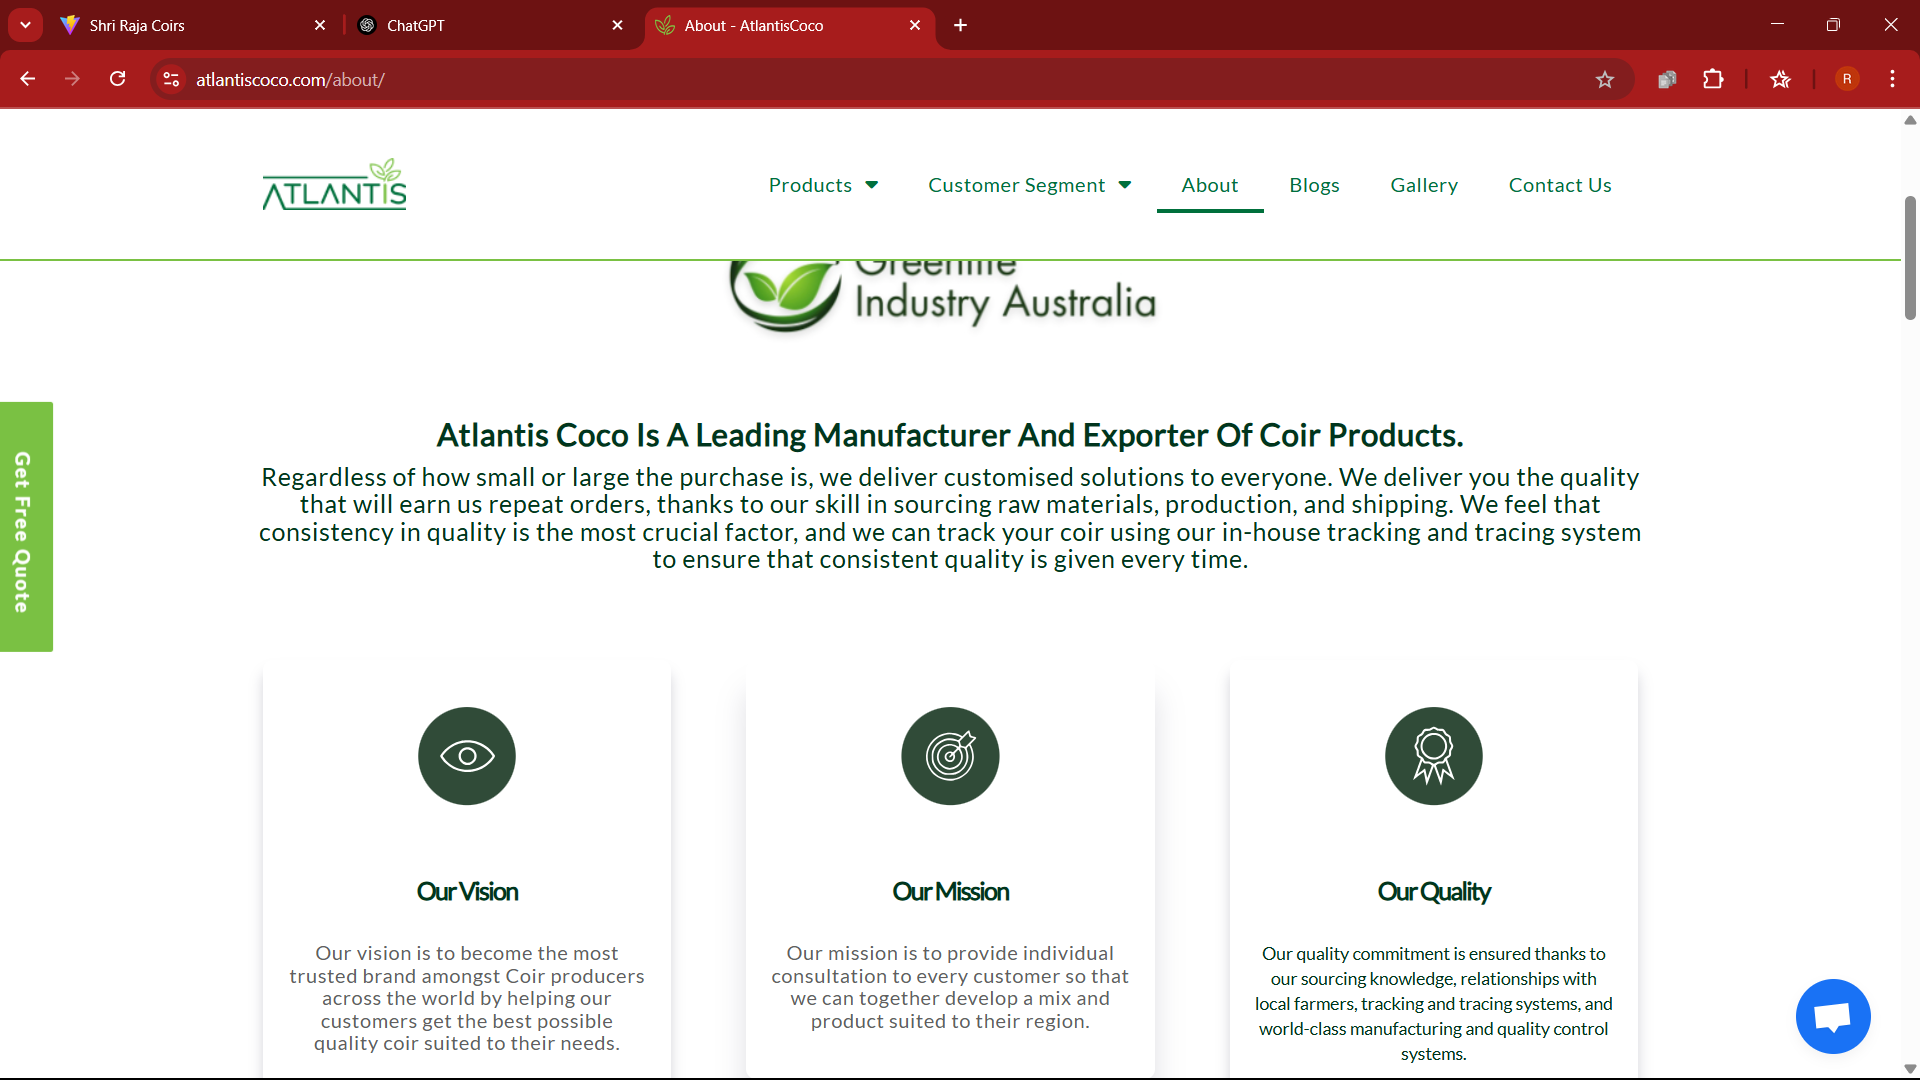 Shri Raja Coirs
ChatGPT
About - AtlantisCoco
atlantiscoco.com/about/
R
ATLANTIS
Products
Customer Segment
About
Blogs
Gallery
Contact Us
Greenlife
Industry Australia
Get Free Quote
Atlantis Coco Is A Leading Manufacturer And Exporter Of Coir Products.
Regardless of how small or large the purchase is, we deliver customised solutions to everyone. We deliver you the quality
that will earn us repeat orders, thanks to our skill in sourcing raw materials, production, and shipping. We feel that
consistency in quality is the most crucial factor, and we can track your coir using our in-house tracking and tracing system
to ensure that consistent quality is given every time.
Our Vision
Our vision is to become the most
trusted brand amongst Coir producers
across the world by helping our
customers get the best possible
quality coir suited to their needs.
Our Mission
Our mission is to provide individual
consultation to every customer so that
we can together develop a mix and
product suited to their region.
Our Quality
Our quality commitment is ensured thanks to
our sourcing knowledge, relationships with
local farmers, tracking and tracing systems, and
world-class manufacturing and quality control
systems.